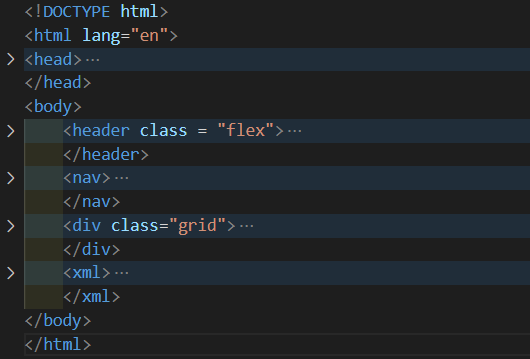 <!DOCTYPE html>
<html lang="en">
<head>⋯
</head>
<body>
<header class = "flex">⋯
</header>
<nav>⋯
</nav>
<div class="grid">⋯
</div>
<xml>⋯
</xml>
</body>
</html>